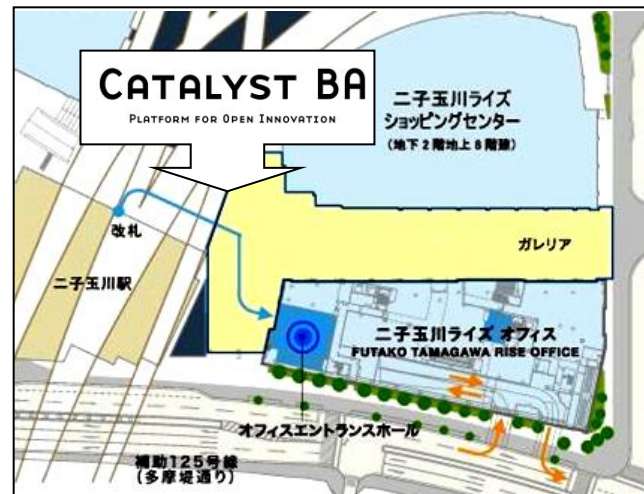 CATALYST BA
PLATFORM FOR OPEN INNOVATION
二子玉川ライズ
ショッピングセンター
(地下2階地上8階建)
改札
ガレリア
二子玉川駅
二子玉川ライズ オフィス
FUTAKO TAMAGAWA RISE OFFICE
オフィスエントランスホール
補助125号線
(多摩堤通り)